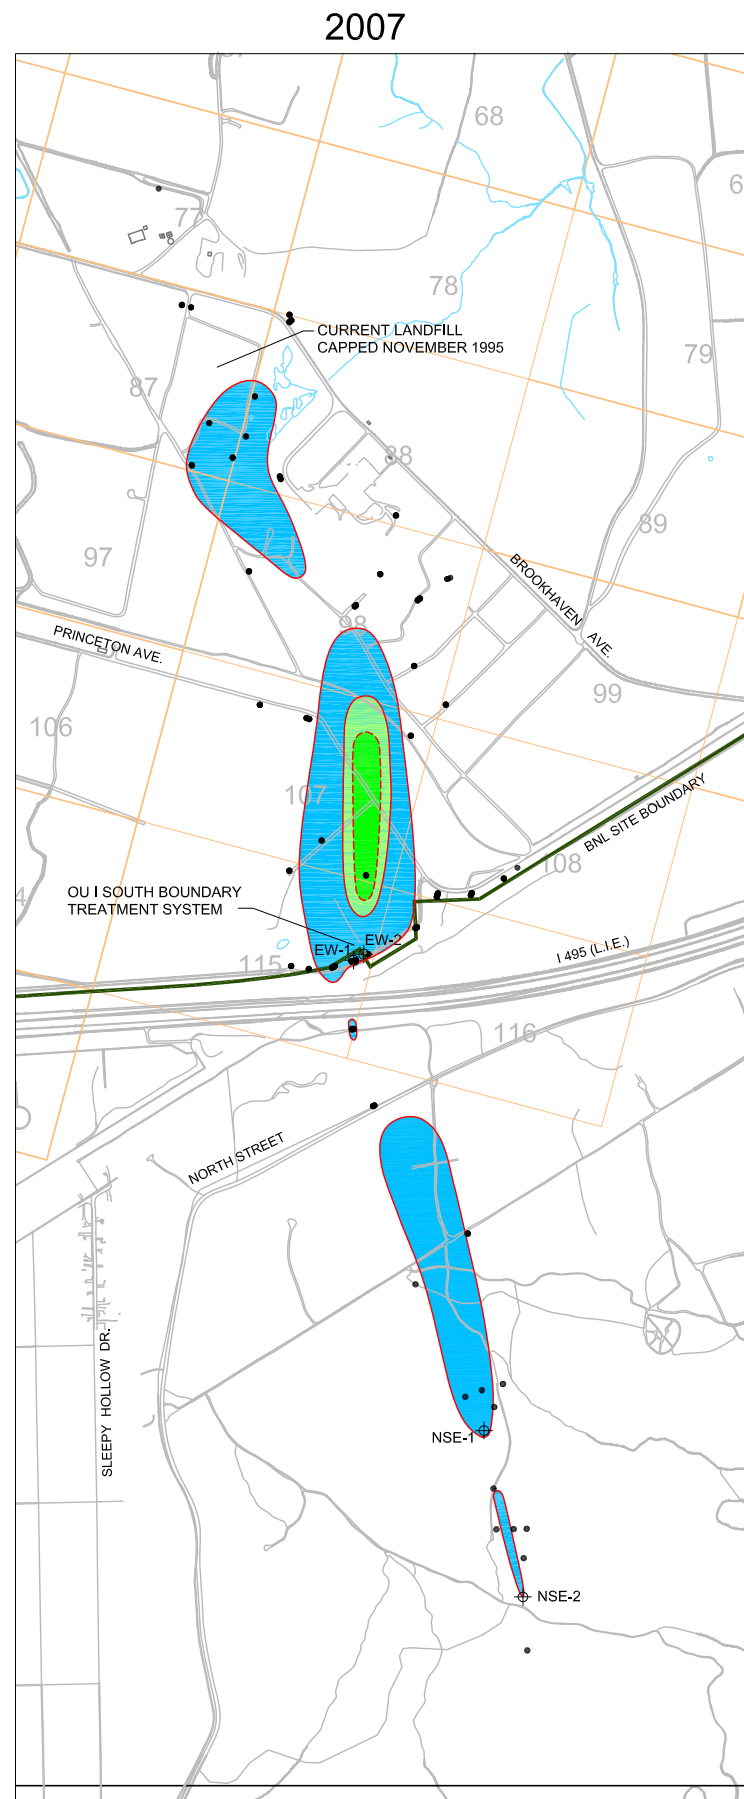 2007
68
77
78
CURRENT LANDFILL
CAPPED NOVEMBER 1995
79
87
88
89
97
BROOKHAVEN AVE.
98
PRINCETON AVE.
99
106
107
BNL SITE BOUNDARY
108
OU I SOUTH BOUNDARY
TREATMENT SYSTEM
EW-1
EW-2
I 495 (L.I.E.)
115
116
NORTH STREET
SLEEPY HOLLOW DR.
NSE-1
NSE-2